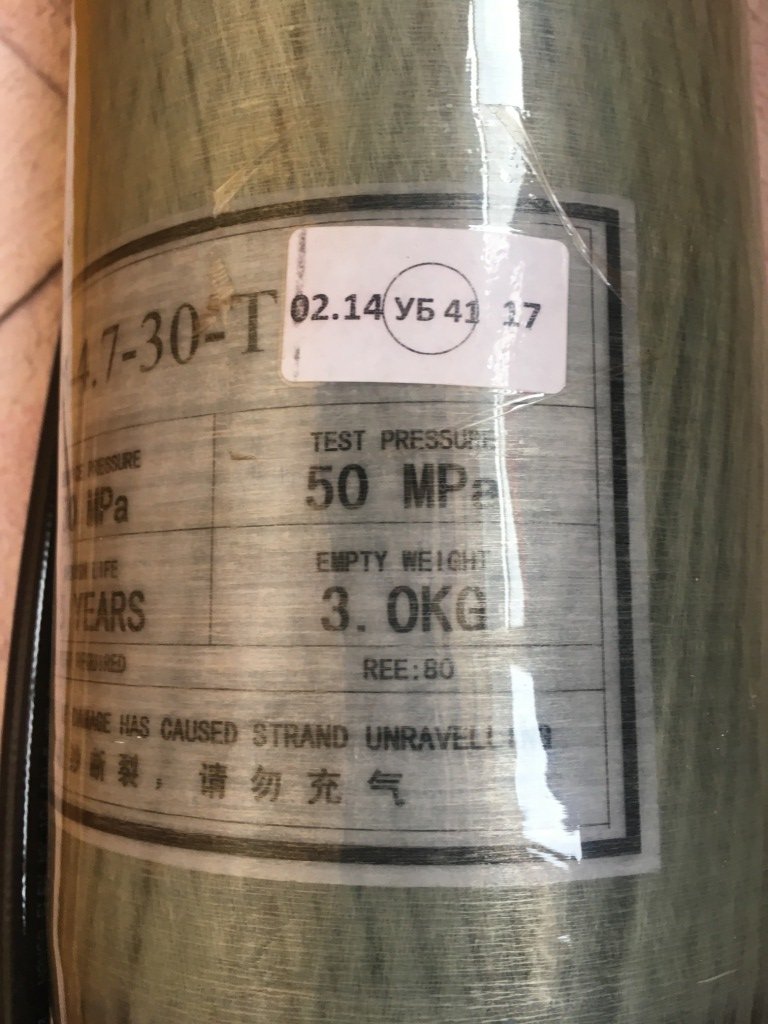 4.7-30-T
02.14 УБ 41 17
PRESSURE
TEST PRESSURE
MPa
50 MPa
LIFE
EMPTY WEIGHT
YEARS
3.0KG
REE:80
DAMAGE HAS CAUSED STRAND UNRAVELLING
断裂，请勿充气